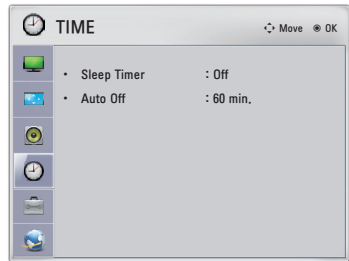 TIME
Move OK
• Sleep Timer : Off
• Auto Off : 60 min.